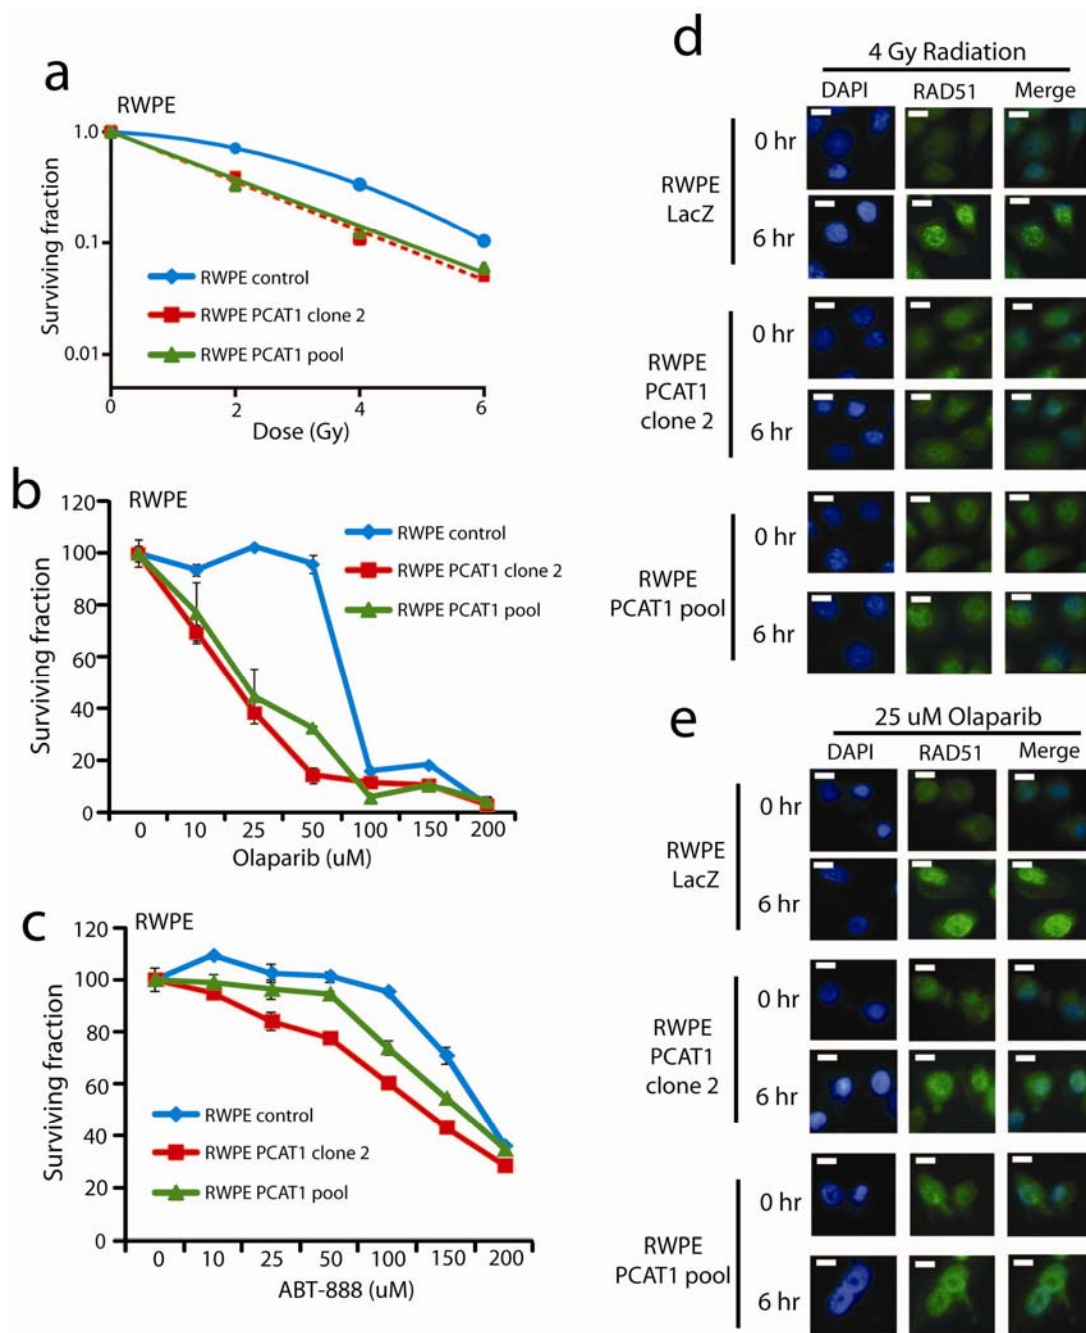 a
RWPE
1.0
0.1
0.01
Surviving fraction
RWPE control
RWPE PCAT1 clone 2
RWPE PCAT1 pool
0 2 4 6
Dose (Gy)
b
RWPE
120
100
80
60
40
20
0
Surviving fraction
RWPE control
RWPE PCAT1 clone 2
RWPE PCAT1 pool
0 10 25 50 100 150 200
Olaparib (uM)
c
RWPE
120
100
80
60
40
20
0
Surviving fraction
RWPE control
RWPE PCAT1 clone 2
RWPE PCAT1 pool
0 10 25 50 100 150 200
ABT-888 (uM)
d
4 Gy Radiation
DAPI RAD51 Merge
RWPE
LacZ
0 hr
6 hr
RWPE
PCAT1
clone 2
0 hr
6 hr
RWPE
PCAT1 pool
0 hr
6 hr
e
25 uM Olaparib
DAPI RAD51 Merge
RWPE
LacZ
0 hr
6 hr
RWPE
PCAT1
clone 2
0 hr
6 hr
RWPE
PCAT1 pool
0 hr
6 hr